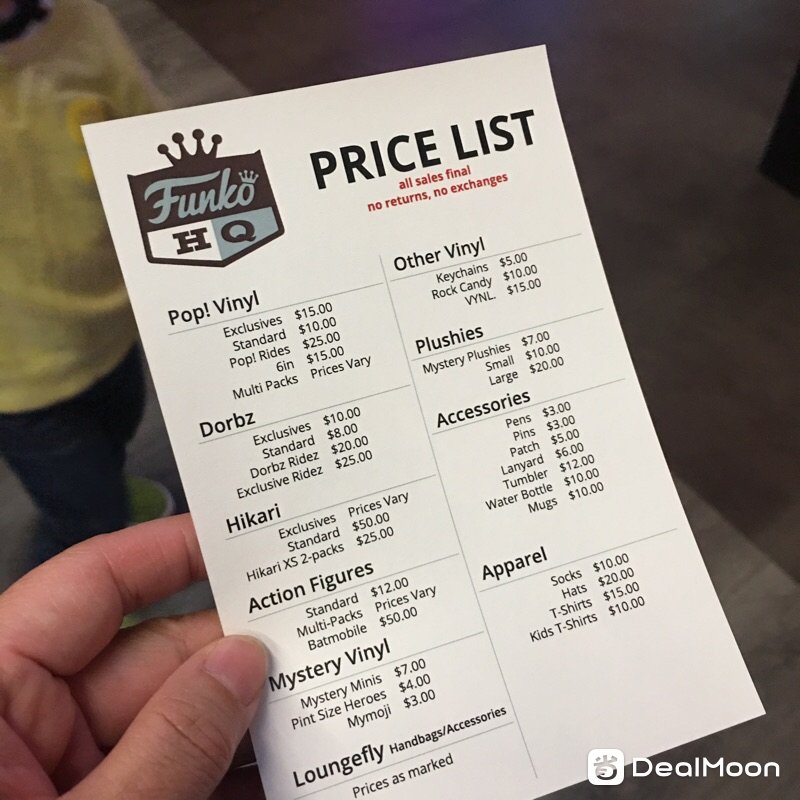 Funko
HQ
PRICE LIST
all sales final
no returns, no exchanges
Pop! Vinyl
Exclusives $15.00
Standard $10.00
Pop! Rides $25.00
6in $15.00
Multi Packs Prices Vary
Dorbz
Exclusives $10.00
Standard $8.00
Dorbz Ridez $20.00
Exclusive Ridez $25.00
Hikari
Exclusives Prices Vary
Standard $50.00
Hikari XS 2-packs $25.00
Action Figures
Standard $12.00
Multi-Packs Prices Vary
Batmobile $50.00
Mystery Vinyl
Mystery Minis $7.00
Pint Size Heroes $4.00
Mymoji $3.00
Loungefly Handbags/Accessories
Prices as marked
Other Vinyl
Keychains $5.00
Rock Candy $10.00
VYNL. $15.00
Plushies
Mystery Plushies $7.00
Small $10.00
Large $20.00
Accessories
Pens $3.00
Pins $3.00
Patch $5.00
Lanyard $6.00
Tumbler $12.00
Water Bottle $10.00
Mugs $10.00
Apparel
Socks $10.00
Hats $20.00
T-Shirts $15.00
Kids T-Shirts $10.00
省 DealMoon